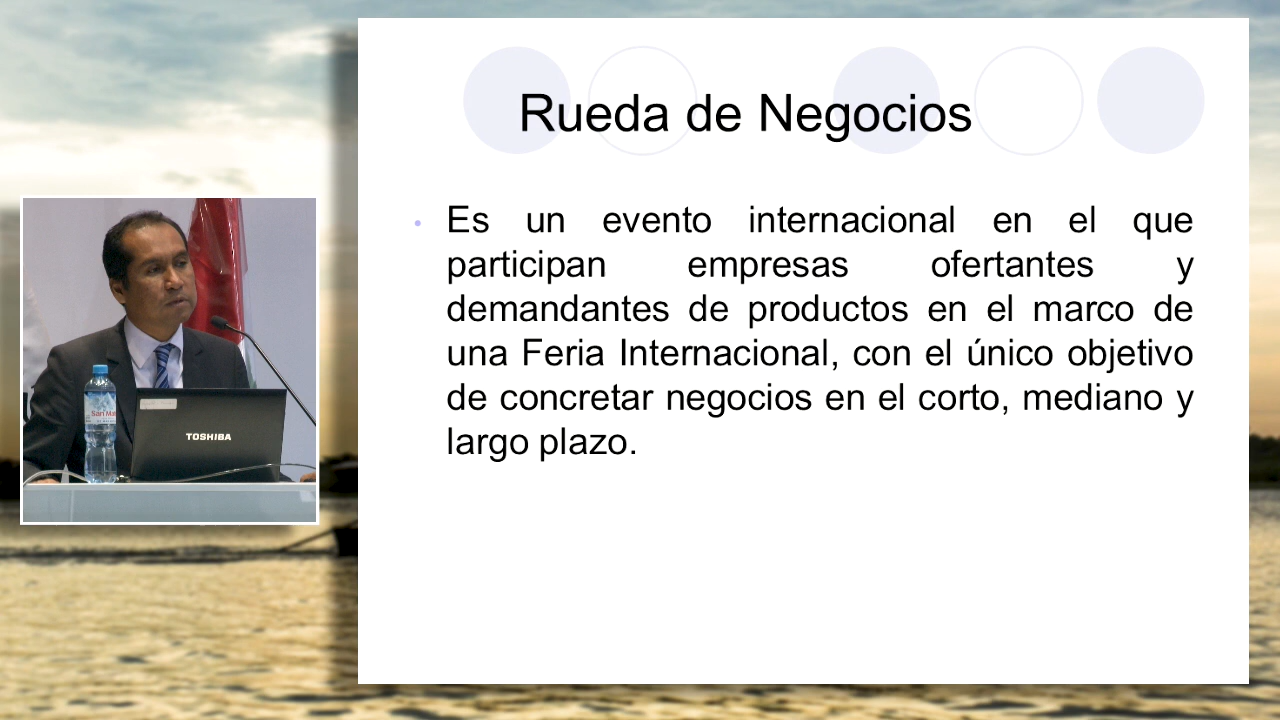 Rueda de Negocios
Es un evento internacional en el que
participan empresas ofertantes y
demandantes de productos en el marco de
una Feria Internacional, con el único objetivo
de concretar negocios en el corto, mediano y
largo plazo.
TOSHIBA